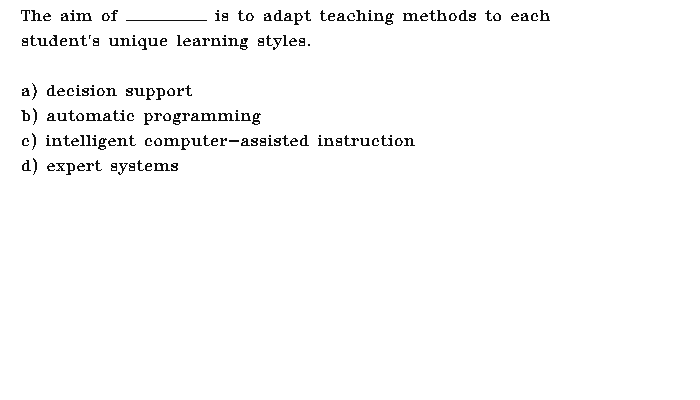 The aim of ________ is to adapt teaching methods to each
student's unique learning styles.
a) decision support
b) automatic programming
c) intelligent computer-assisted instruction
d) expert systems